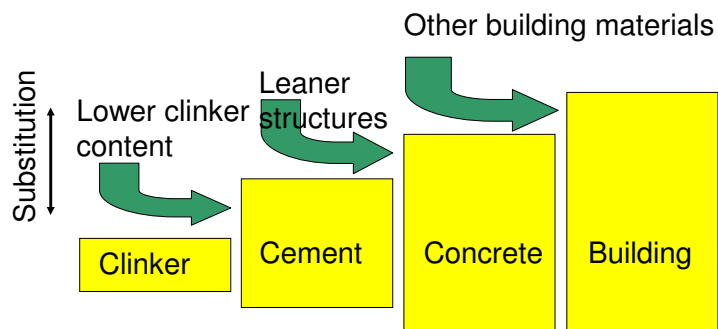 Other building materials
Leaner
structures
Lower clinker
content
Substitution
Clinker
Cement
Concrete
Building